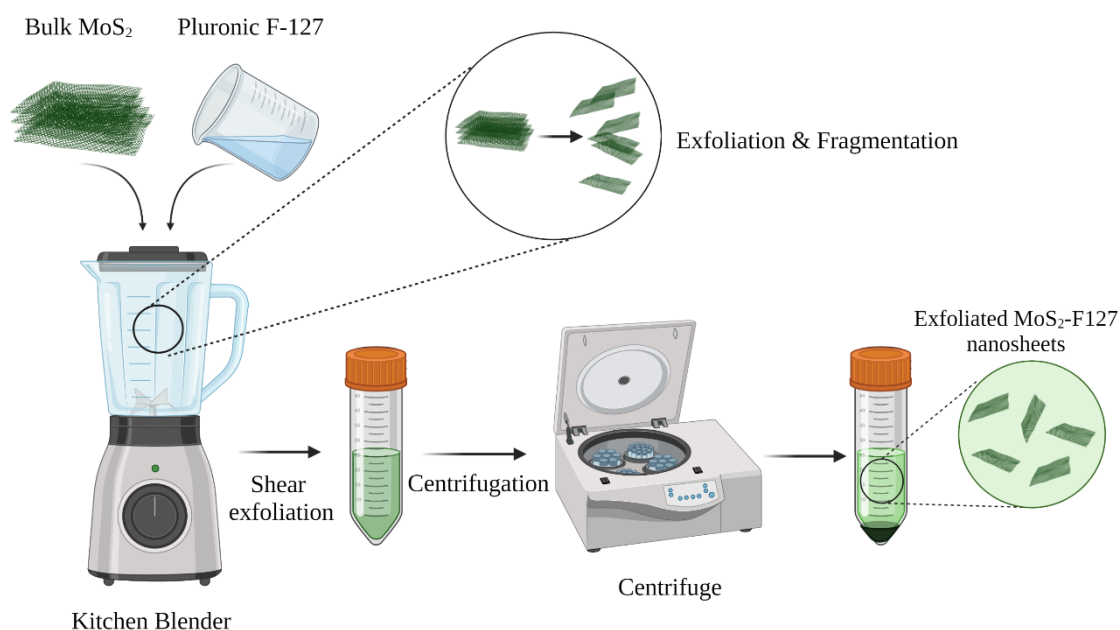 Bulk MoS₂
Pluronic F-127
Exfoliation & Fragmentation
Exfoliated MoS₂-F127
nanosheets
Shear
exfoliation
Centrifugation
Centrifuge
Kitchen Blender